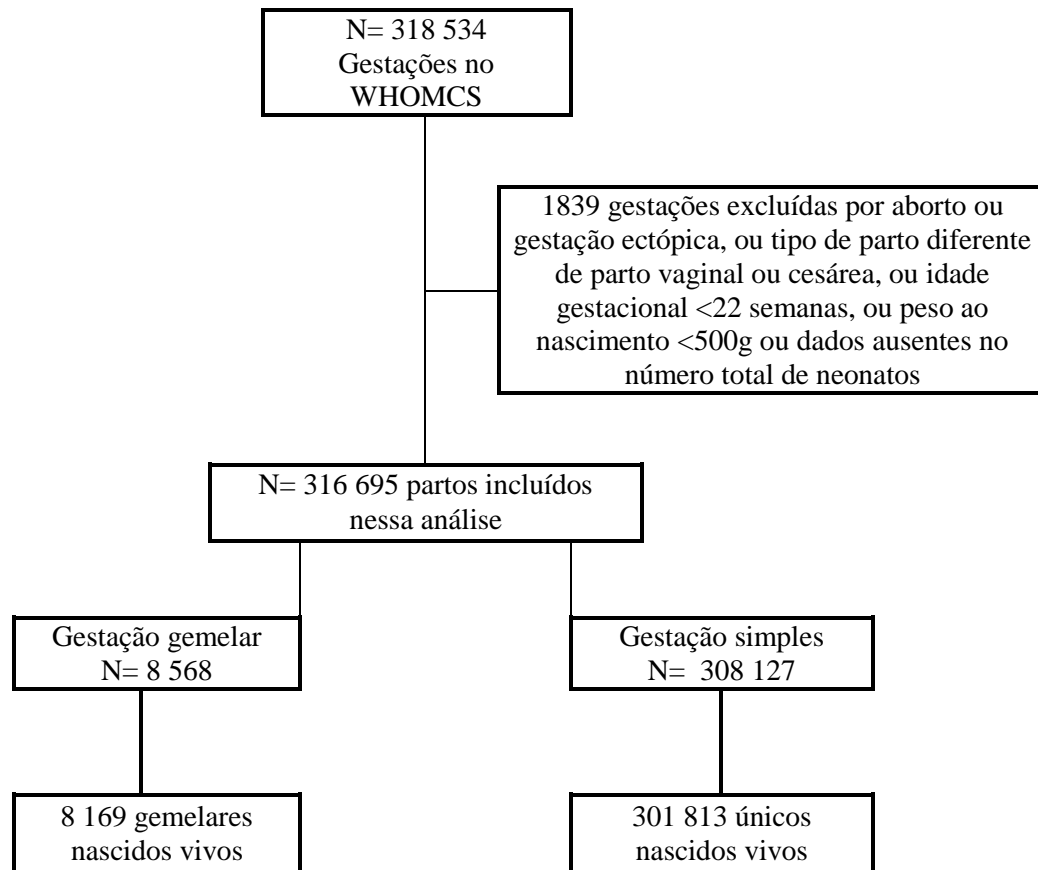 N= 318 534
Gestações no
WHOMCS
1839 gestações excluídas por aborto ou
gestação ectópica, ou tipo de parto diferente
de parto vaginal ou cesárea, ou idade
gestacional <22 semanas, ou peso ao
nascimento <500g ou dados ausentes no
número total de neonatos
N= 316 695 partos incluídos
nessa análise
Gestação gemelar
N= 8 568
Gestação simples
N= 308 127
8 169 gemelares
nascidos vivos
301 813 únicos
nascidos vivos